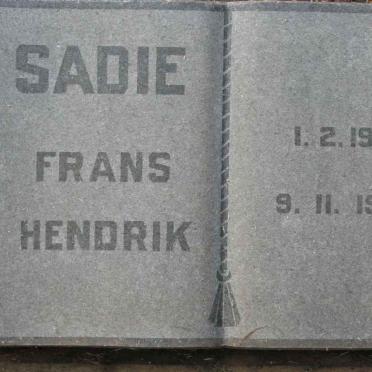 SADIE
FRANS
HENDRIK
1. 2. 19
9. 11. 19